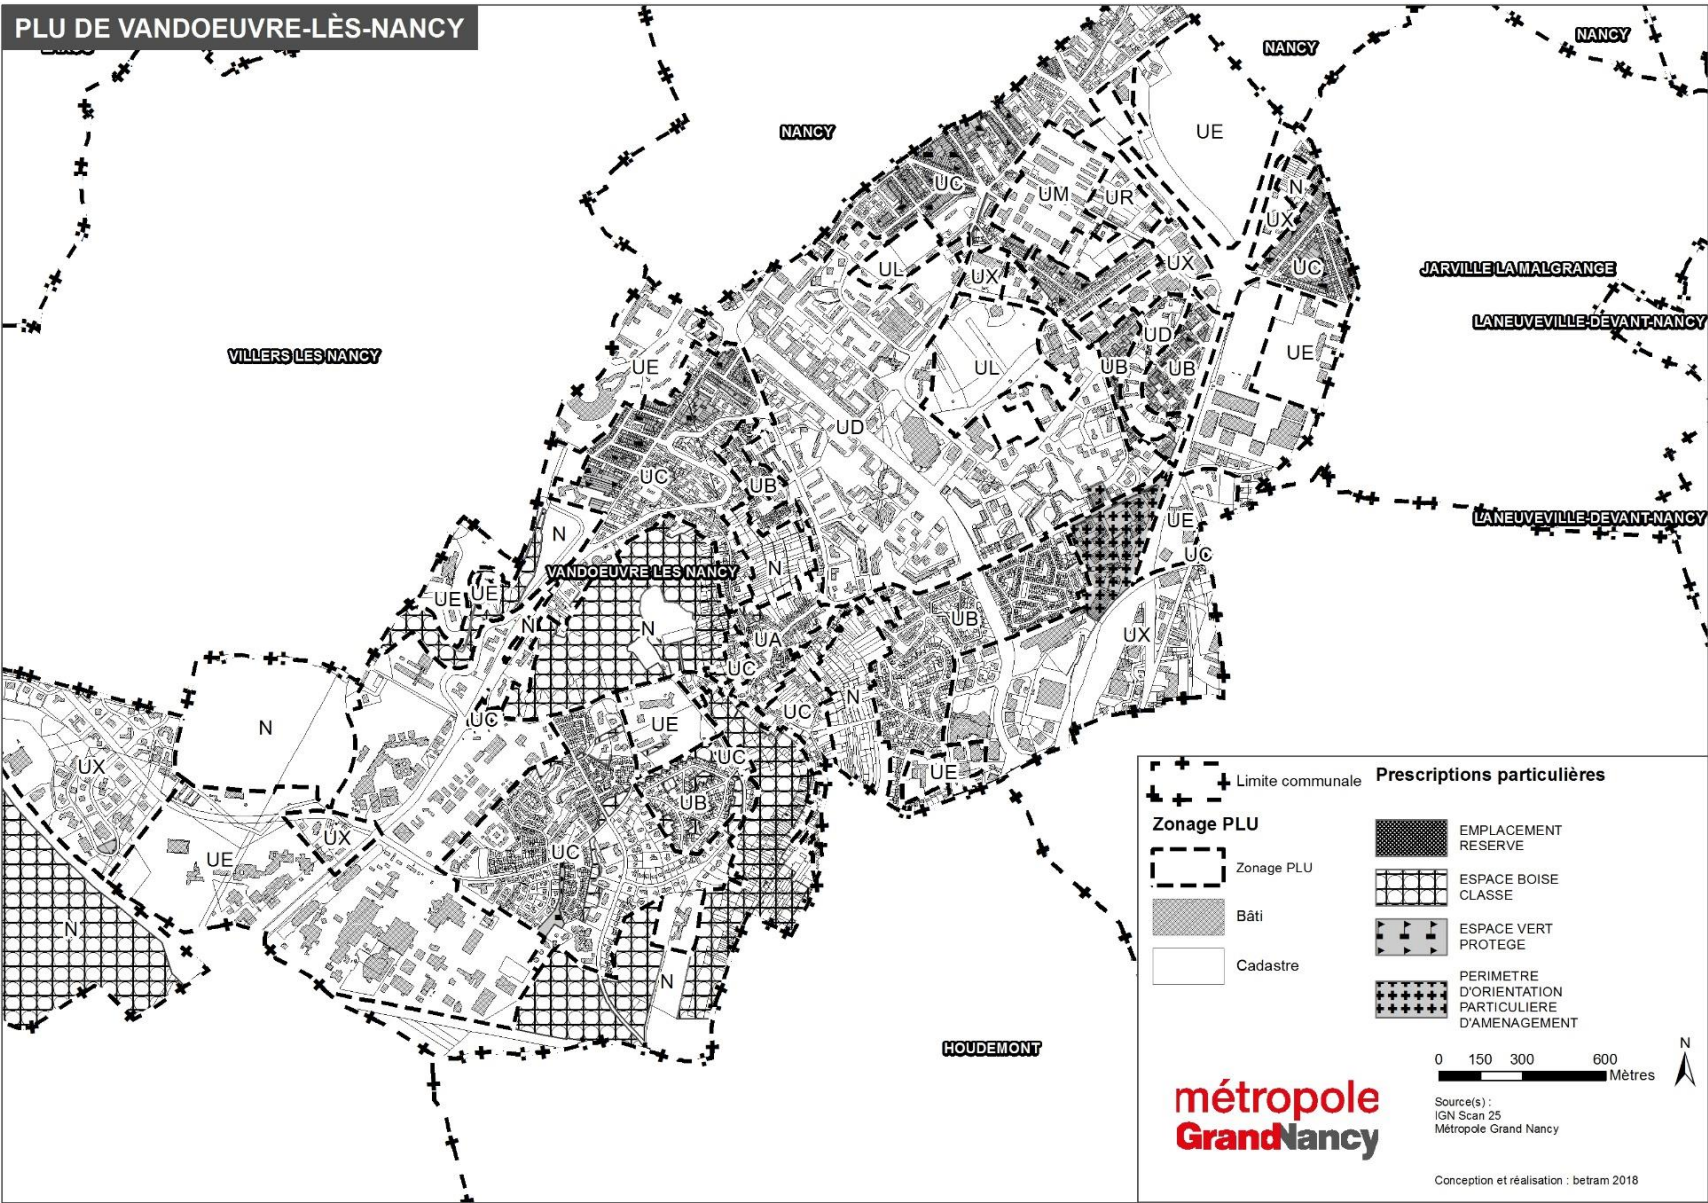 PLU DE VANDOEUVRE-LÈS-NANCY
NANCY
NANCY
NANCY
UE
UC
UM
UR
N
UX
UC
UL
UX
UX
JARVILLE LA MALGRANGE
LANEUVEVILLE-DEVANT-NANCY
VILLERS LES NANCY
UE
UL
UD
UB
UB
UE
UD
UC
UB
N
UE
LANEUVEVILLE-DEVANT-NANCY
UC
VANDOEUVRE LES NANCY
N
UE
UE
N
N
UA
UB
UX
UC
N
UC
UC
UE
N
UX
UC
UE
UB
UX
UE
UC
N
N
HOUDEMONT
Limite communale
Zonage PLU
Zonage PLU
Bâti
Cadastre
Prescriptions particulières
EMPLACEMENT
RESERVE
ESPACE BOISE
CLASSE
ESPACE VERT
PROTEGE
PERIMETRE
D'ORIENTATION
PARTICULIERE
D'AMENAGEMENT
N
0 150 300 600
Mètres
métropole
GrandNancy
Source(s) :
IGN Scan 25
Métropole Grand Nancy
Conception et réalisation : betram 2018